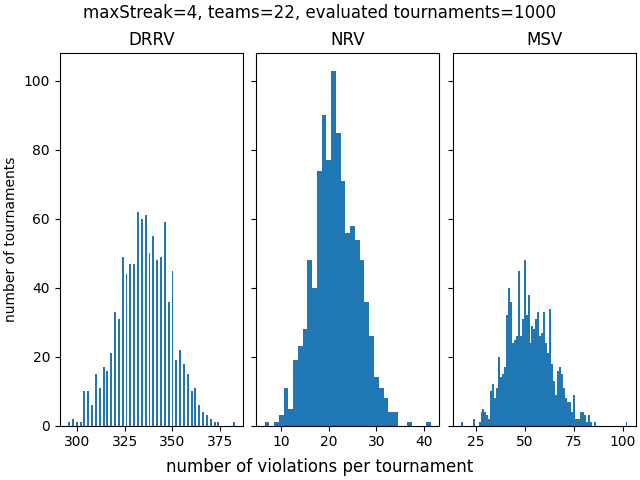 maxStreak=4, teams=22, evaluated tournaments=1000
DRRV NRV MSV
number of tournaments
100
80
60
40
20
0
300 325 350 375 10 20 30 40 25 50 75 100
number of violations per tournament